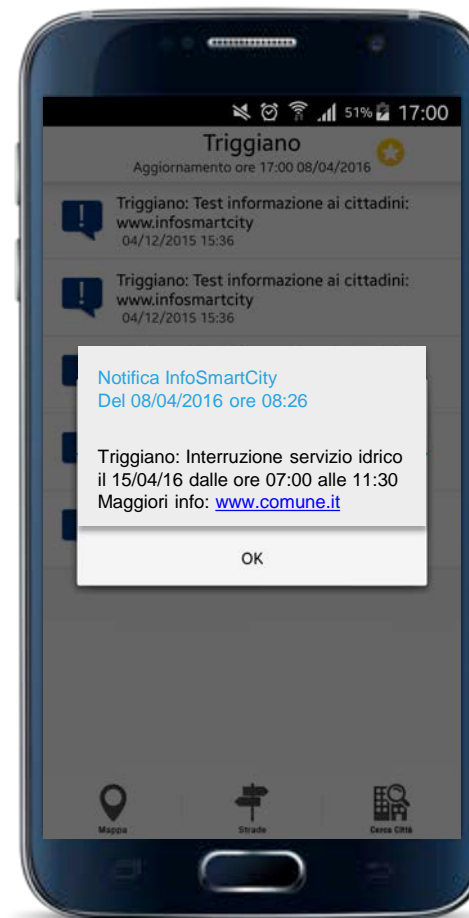 51% 17:00
Triggiano
Aggiornamento ore 17:00 08/04/2016
Triggiano: Test informazione ai cittadini:
www.infosmartcity
04/12/2015 15:36
Triggiano: Test informazione ai cittadini:
www.infosmartcity
04/12/2015 15:36
Notifica InfoSmartCity
Del 08/04/2016 ore 08:26
Triggiano: Interruzione servizio idrico
il 15/04/16 dalle ore 07:00 alle 11:30
Maggiori info: www.comune.it
OK
Mappa Strade Cerca Città